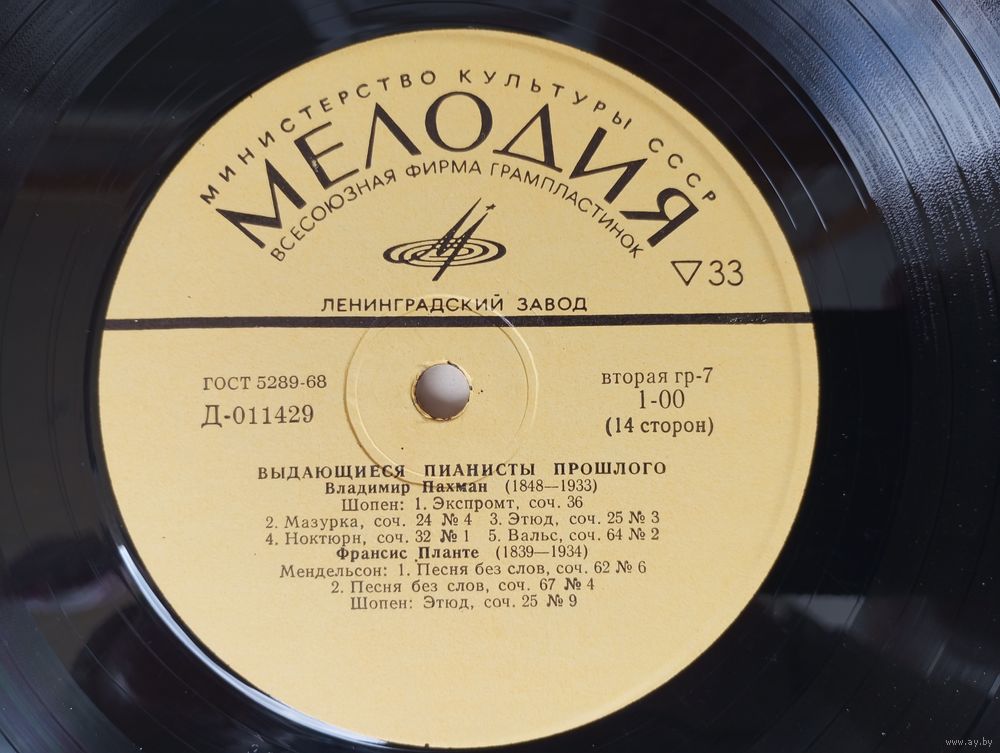 МИНИСТЕРСТВО КУЛЬТУРЫ СССР
МЕЛОДИЯ
ВСЕСОЮЗНАЯ ФИРМА ГРАМПЛАСТИНОК
▽33
ЛЕНИНГРАДСКИЙ ЗАВОД
ГОСТ 5289-68
Д-011429
вторая гр-7
1-00
(14 сторон)
ВЫДАЮЩИЕСЯ ПИАНИСТЫ ПРОШЛОГО
Владимир Пахман (1848—1933)
Шопен: 1. Экспромт, соч. 36
2. Мазурка, соч. 24 № 4 3. Этюд, соч. 25 № 3
4. Ноктюрн, соч. 32 № 1 5. Вальс, соч. 64 № 2
Франсис Планте (1839—1934)
Мендельсон: 1. Песня без слов, соч. 62 № 6
2. Песня без слов, соч. 67 № 4
Шопен: Этюд, соч. 25 № 9
www.ay.by